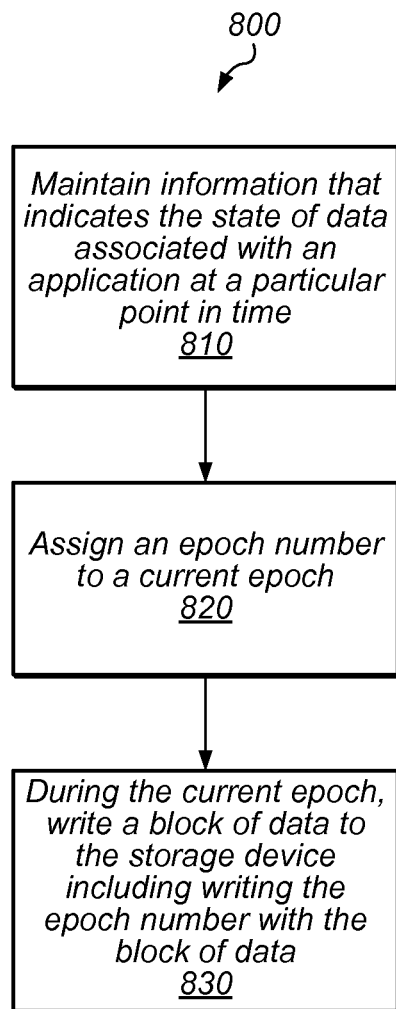 800
Maintain information that
indicates the state of data
associated with an
application at a particular
point in time
810
Assign an epoch number
to a current epoch
820
During the current epoch,
write a block of data to
the storage device
including writing the
epoch number with the
block of data
830